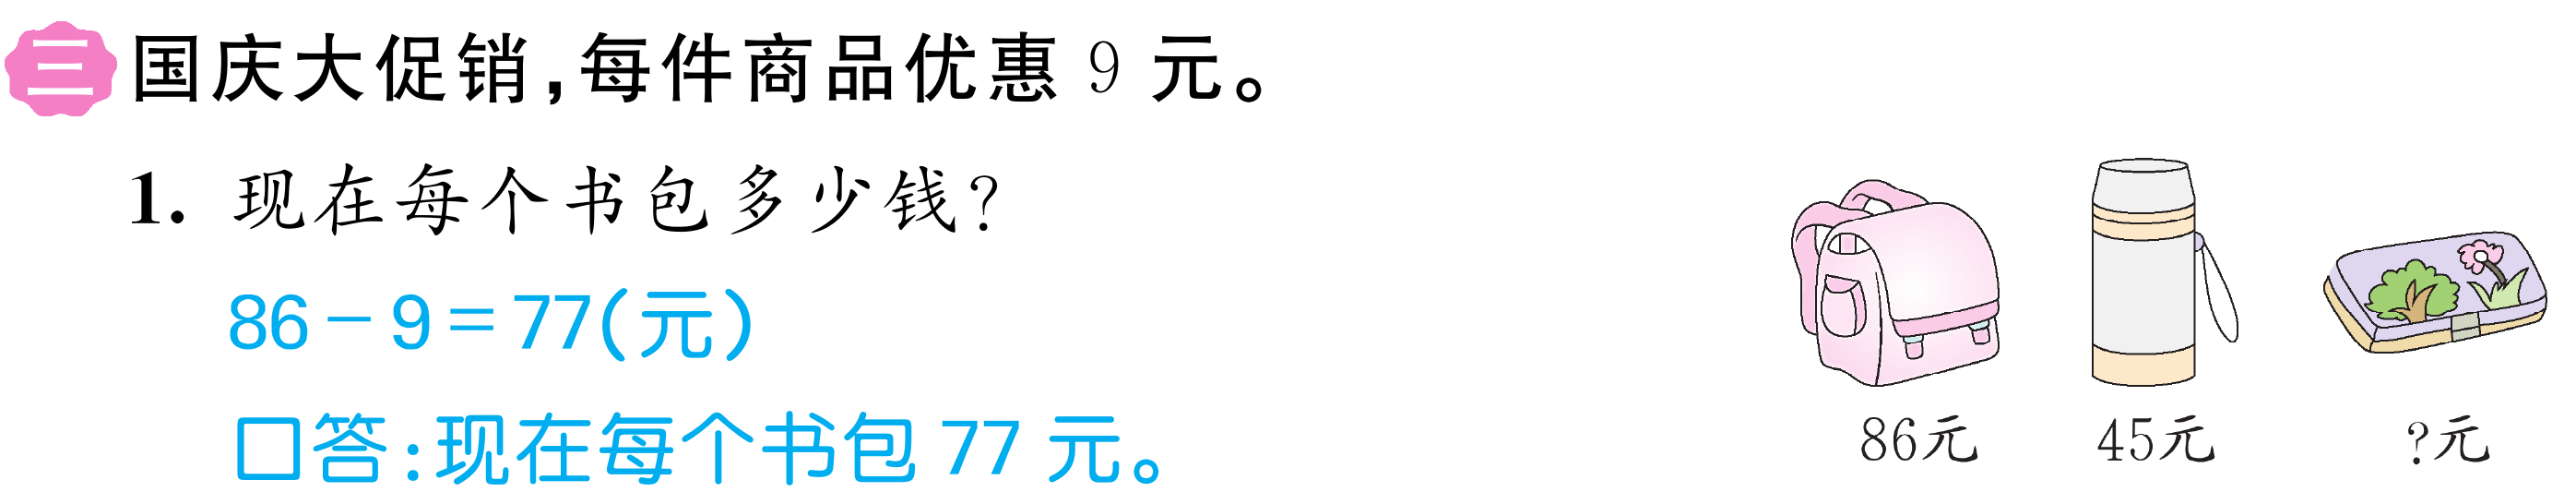 三 国庆大促销,每件商品优惠 9 元。
1. 现在每个书包多少钱?
86-9=77(元)
口答:现在每个书包 77 元。
86元 45元 ?元